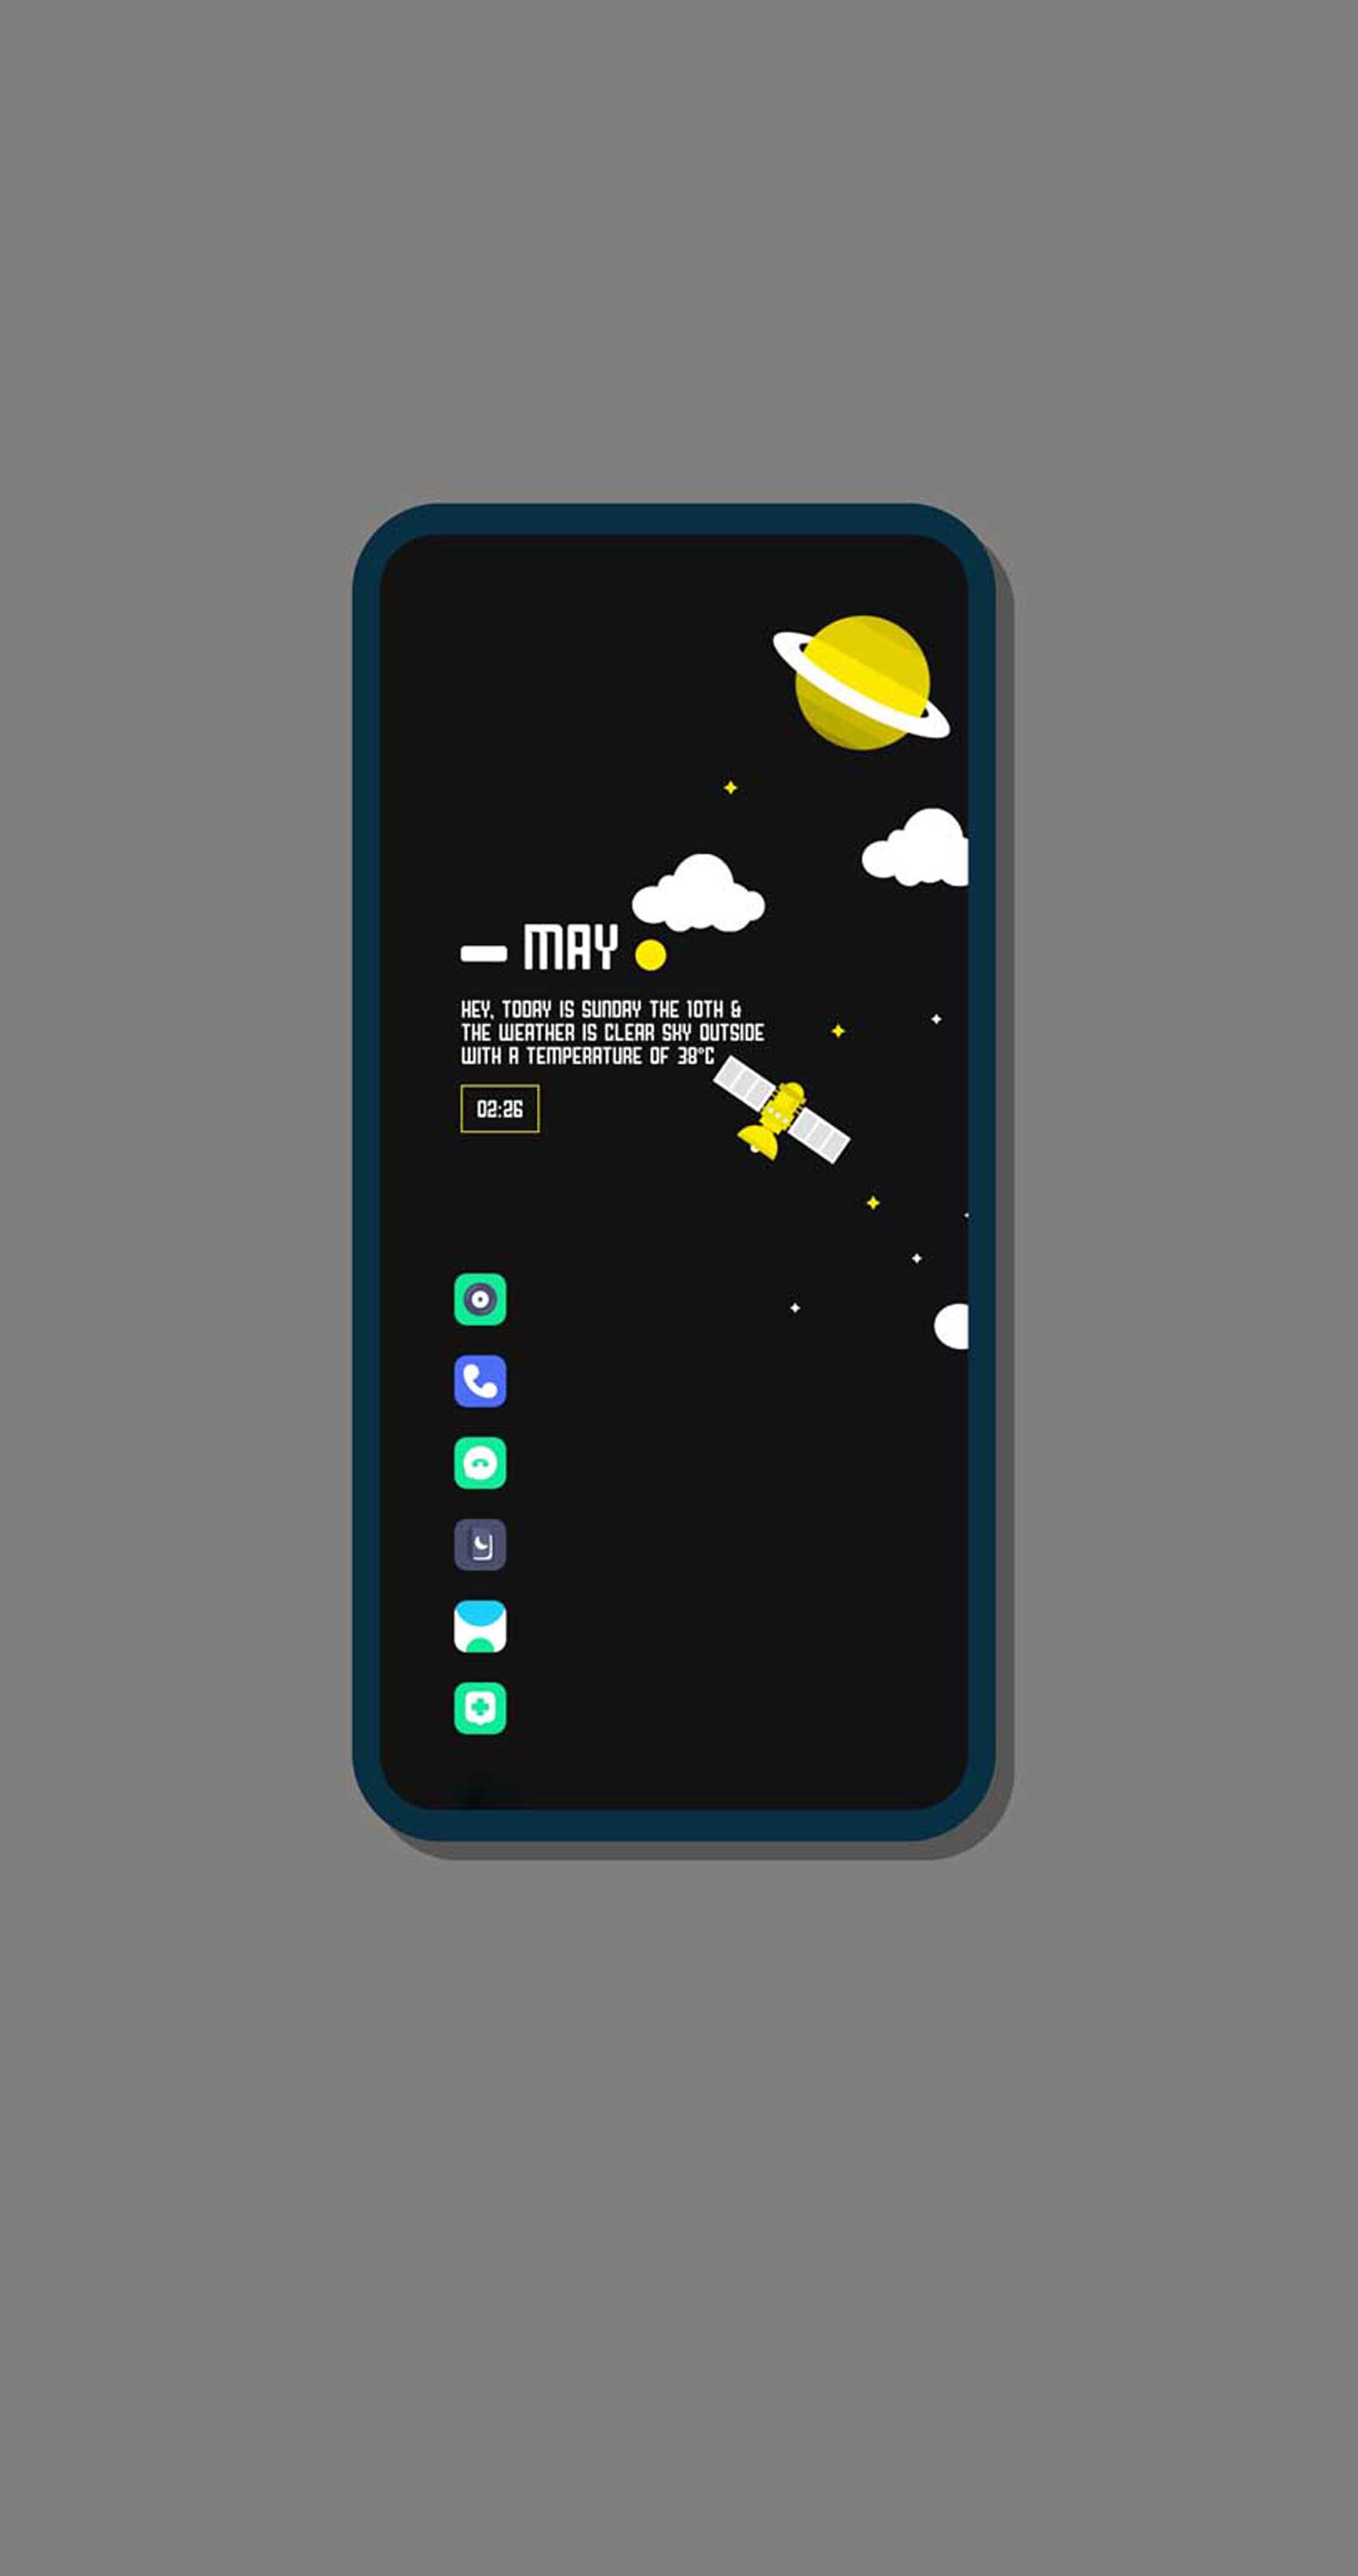 MAY
HEY, TODAY IS SUNDAY THE 10TH &
THE WEATHER IS CLEAR SKY OUTSIDE
WITH A TEMPERATURE OF 38°C
02:26